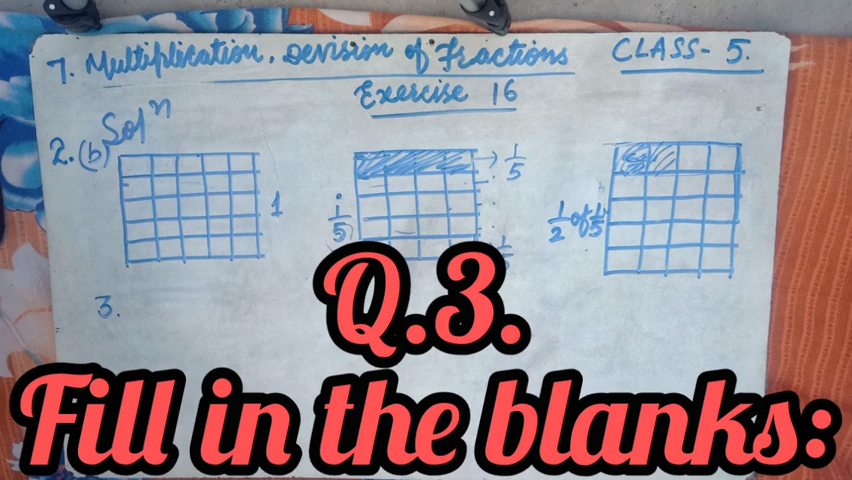 7. Multiplication, Devision of Fractions CLASS- 5.
Exercise 16
Solⁿ
2. (b)
1
1/5
→ 1/5
1/2 of 1/5
3.
Q.3.
Fill in the blanks: